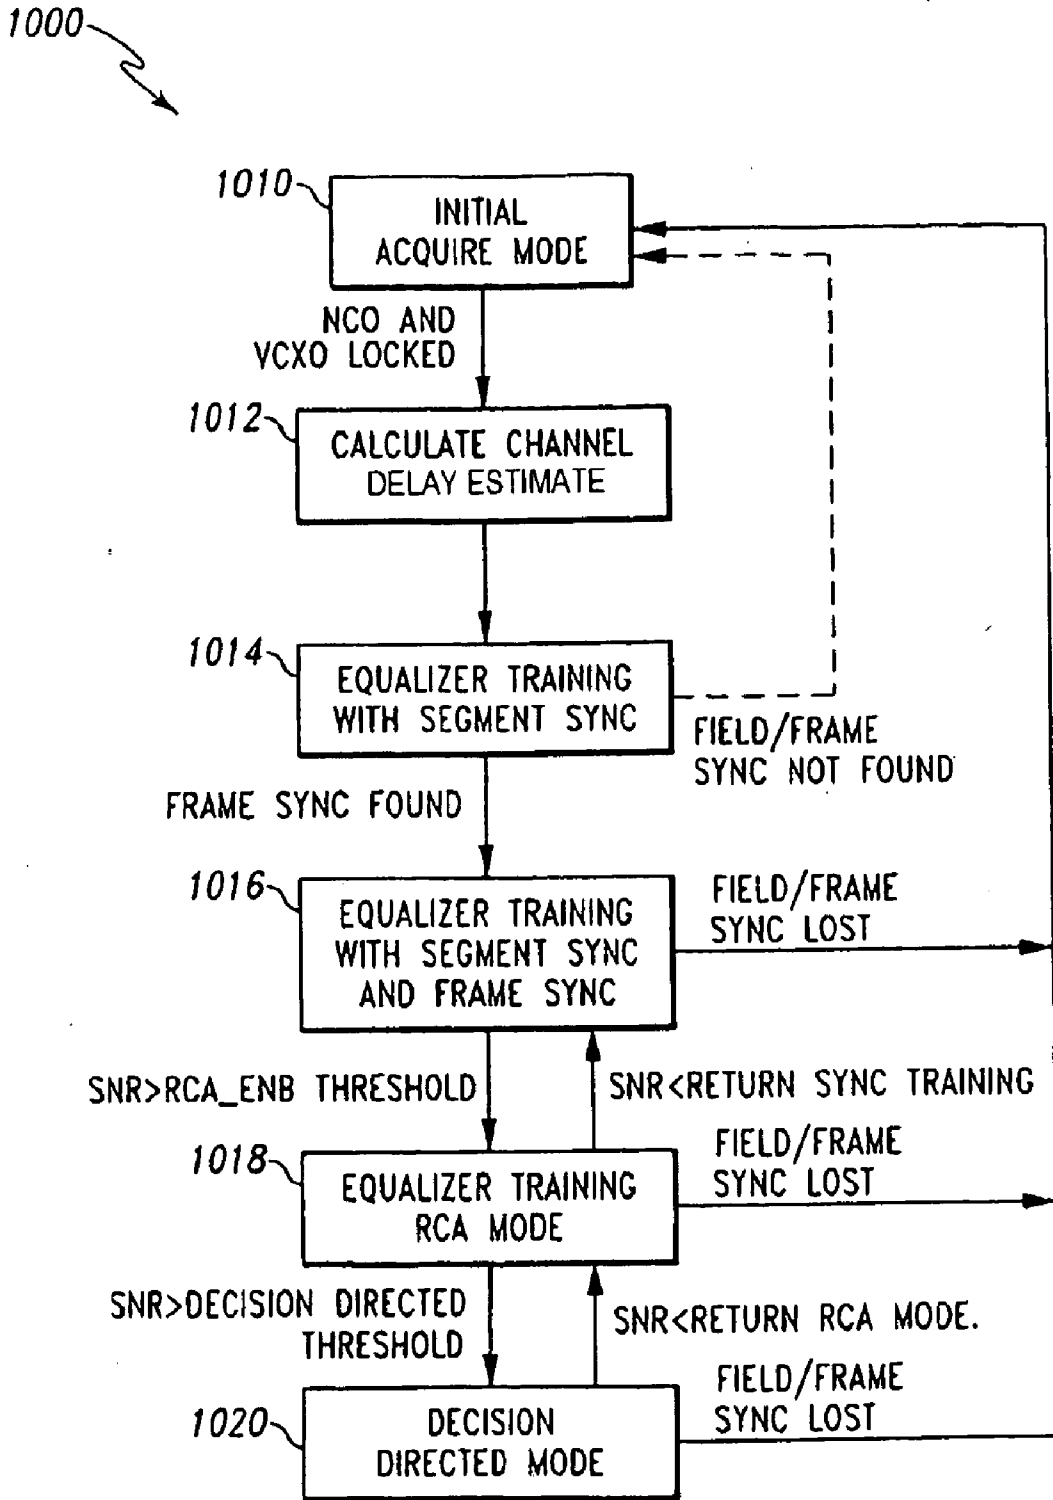 1000
1010
INITIAL
ACQUIRE MODE
NCO AND
VCXO LOCKED
1012
CALCULATE CHANNEL
DELAY ESTIMATE
1014
EQUALIZER TRAINING
WITH SEGMENT SYNC
FIELD/FRAME
SYNC NOT FOUND
FRAME SYNC FOUND
1016
EQUALIZER TRAINING
WITH SEGMENT SYNC
AND FRAME SYNC
FIELD/FRAME
SYNC LOST
SNR>RCA_ENB THRESHOLD
SNR<RETURN SYNC TRAINING
1018
EQUALIZER TRAINING
RCA MODE
FIELD/FRAME
SYNC LOST
SNR>DECISION DIRECTED
THRESHOLD
SNR<RETURN RCA MODE.
1020
DECISION
DIRECTED MODE
FIELD/FRAME
SYNC LOST